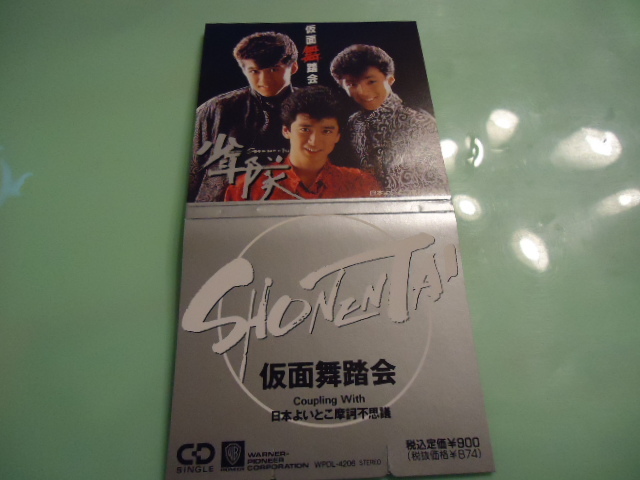 仮面舞踏会
少年隊
SHONENTAI
仮面舞踏会
Coupling With
日本よいとこ摩訶不思議
CD SINGLE
WARNER-
PIONEER
CORPORATION
WPDL-4206 STEREO
税込定価¥900
(税抜価格¥874)